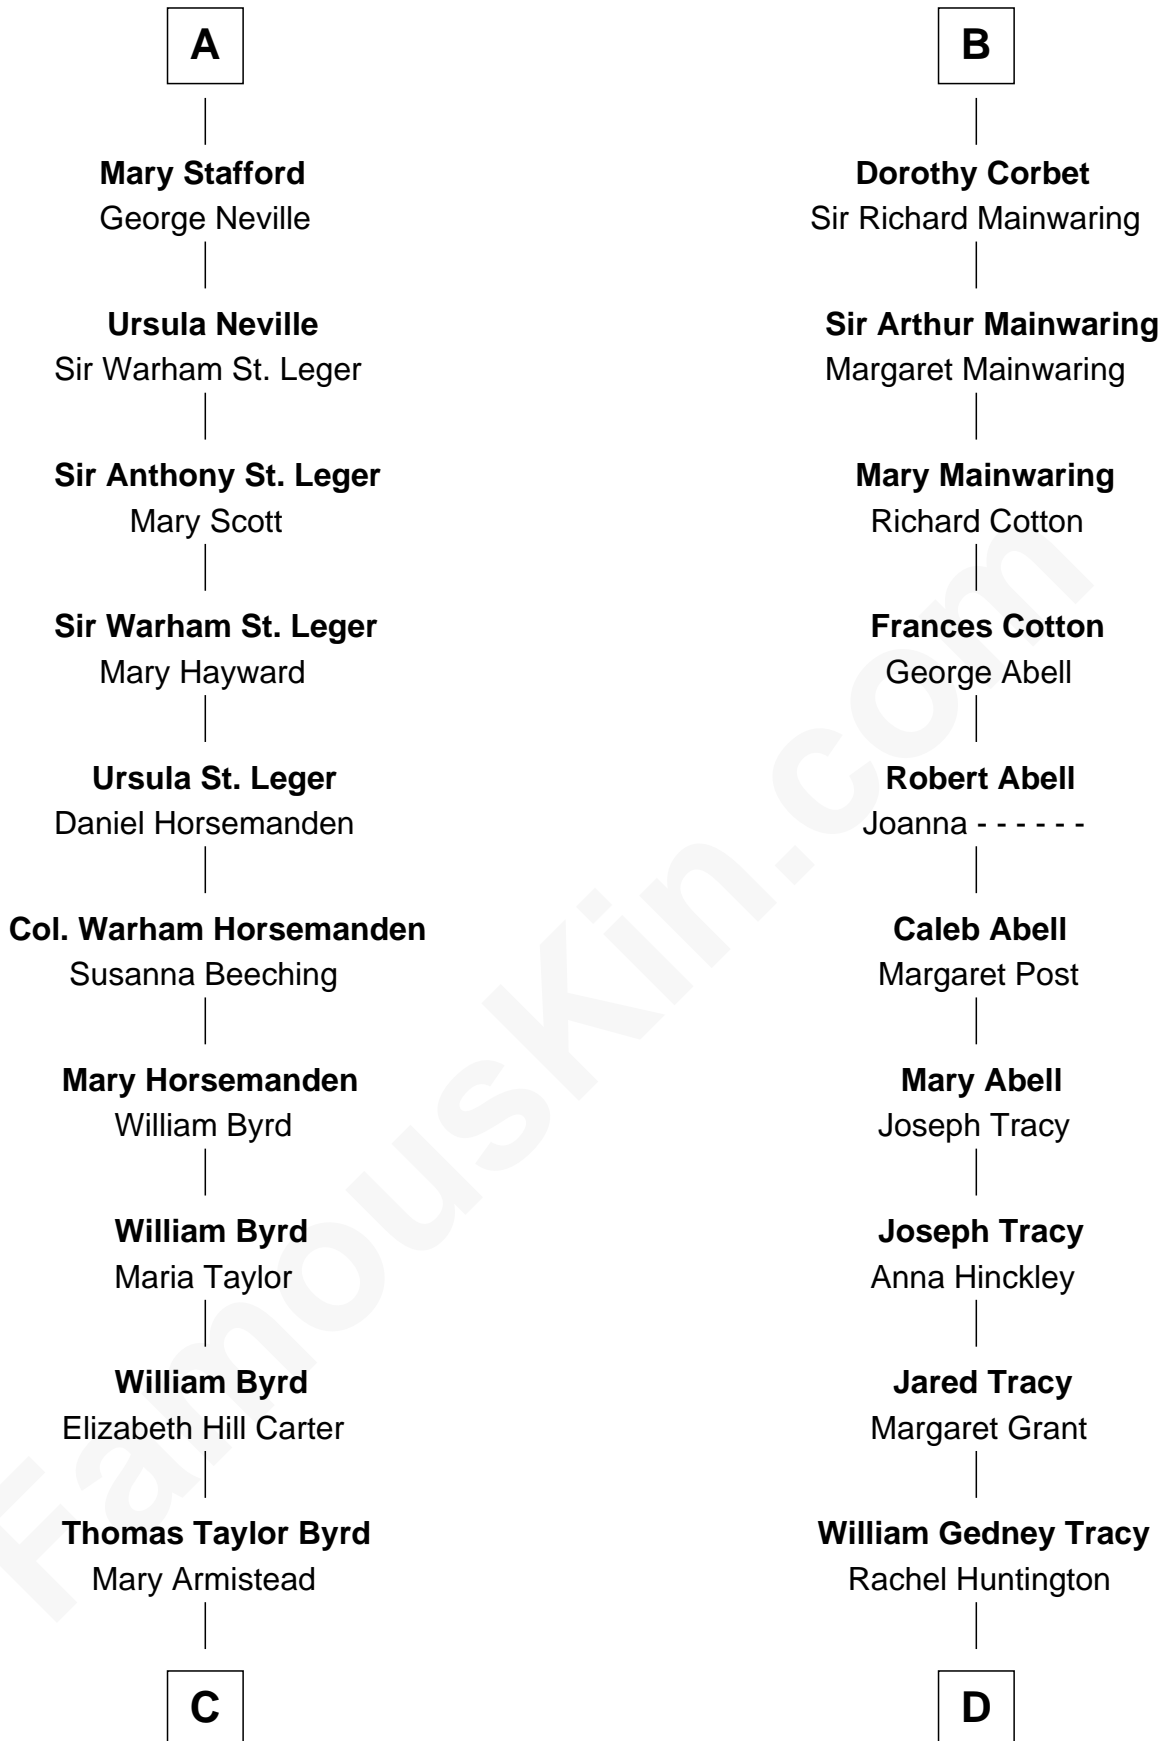 A
Mary Stafford
George Neville
Ursula Neville
Sir Warham St. Leger
Sir Anthony St. Leger
Mary Scott
Sir Warham St. Leger
Mary Hayward
Ursula St. Leger
Daniel Horsemanden
Col. Warham Horsemanden
Susanna Beeching
Mary Horsemanden
William Byrd
William Byrd
Maria Taylor
William Byrd
Elizabeth Hill Carter
Thomas Taylor Byrd
Mary Armistead
C
B
Dorothy Corbet
Sir Richard Mainwaring
Sir Arthur Mainwaring
Margaret Mainwaring
Mary Mainwaring
Richard Cotton
Frances Cotton
George Abell
Robert Abell
Joanna - - - - - -
Caleb Abell
Margaret Post
Mary Abell
Joseph Tracy
Joseph Tracy
Anna Hinckley
Jared Tracy
Margaret Grant
William Gedney Tracy
Rachel Huntington
D
FamousKin.com